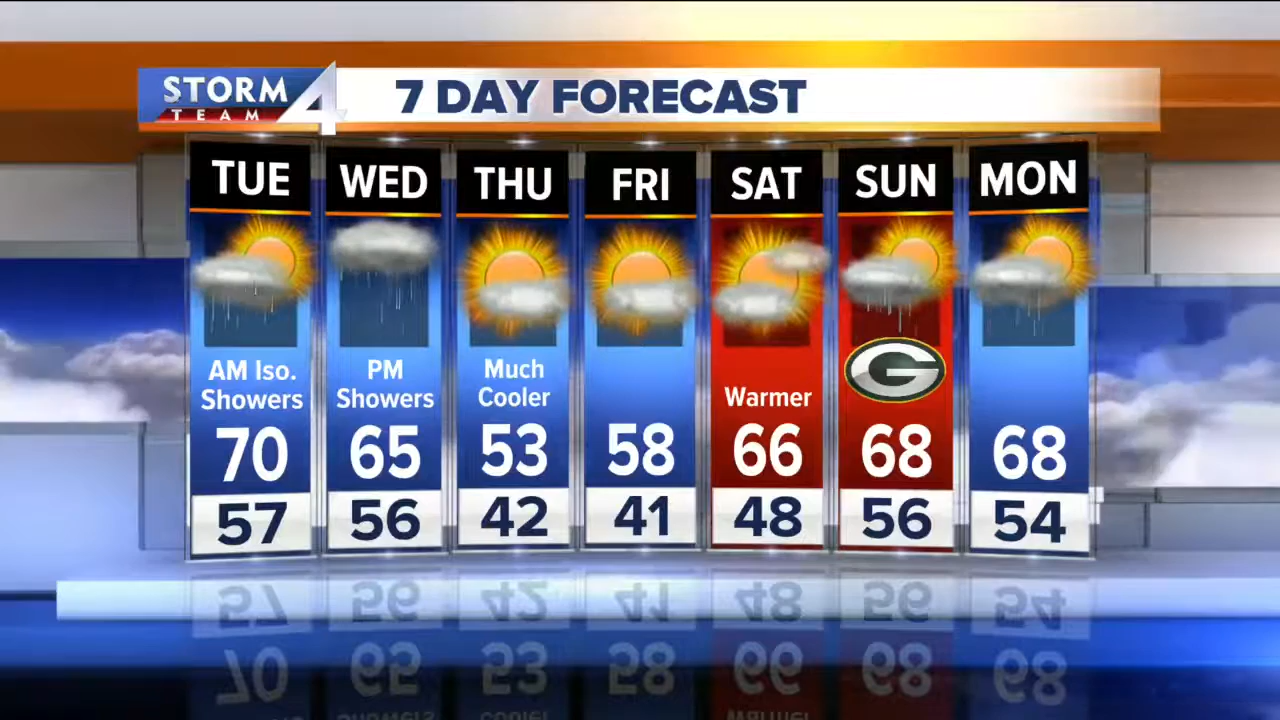 STORM
TEAM 4
7 DAY FORECAST
TUE WED THU FRI SAT SUN MON
AM Iso. PM Much
Showers Showers Cooler Warmer G
70 65 53 58 66 68 68
57 56 42 41 48 56 54